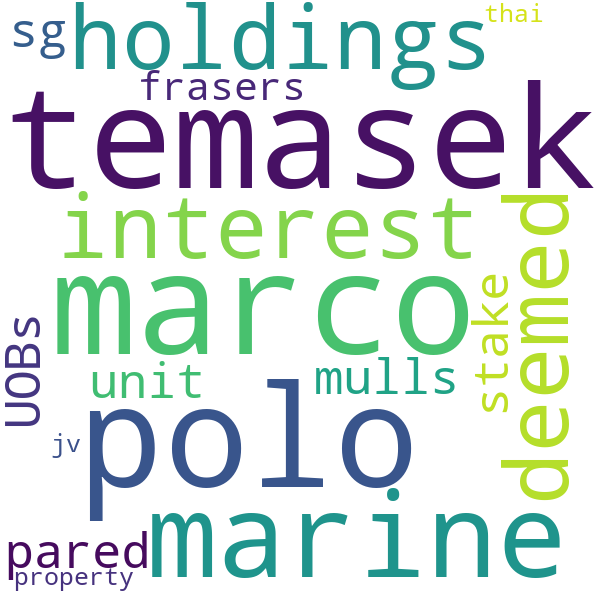 thai
sg
holdings
frasers
temasek
interest
deemed
marco
stake
UOBs
unit
mulls
polo
jv
marine
pared
property